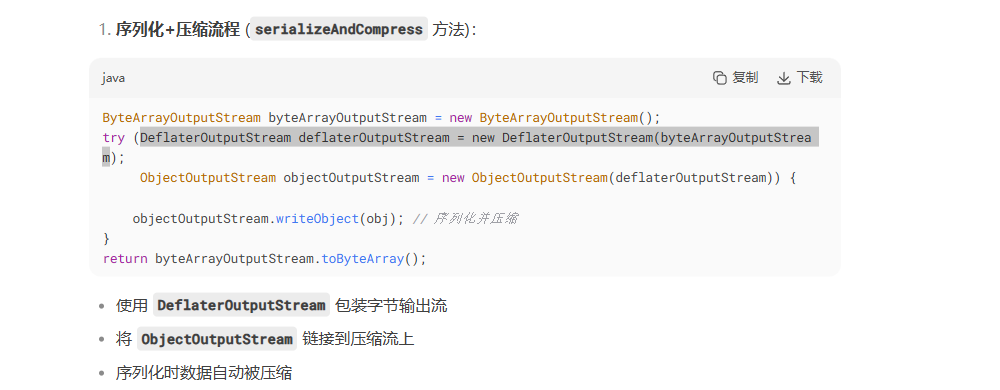 1. 序列化+压缩流程 (serializeAndCompress 方法)：
java 复制 下载
ByteArrayOutputStream byteArrayOutputStream = new ByteArrayOutputStream();
try (DeflaterOutputStream deflaterOutputStream = new DeflaterOutputStream(byteArrayOutputStrea
m);
ObjectOutputStream objectOutputStream = new ObjectOutputStream(deflaterOutputStream)) {
objectOutputStream.writeObject(obj); // 序列化并压缩
}
return byteArrayOutputStream.toByteArray();
• 使用 DeflaterOutputStream 包装字节输出流
• 将 ObjectOutputStream 链接到压缩流上
• 序列化时数据自动被压缩